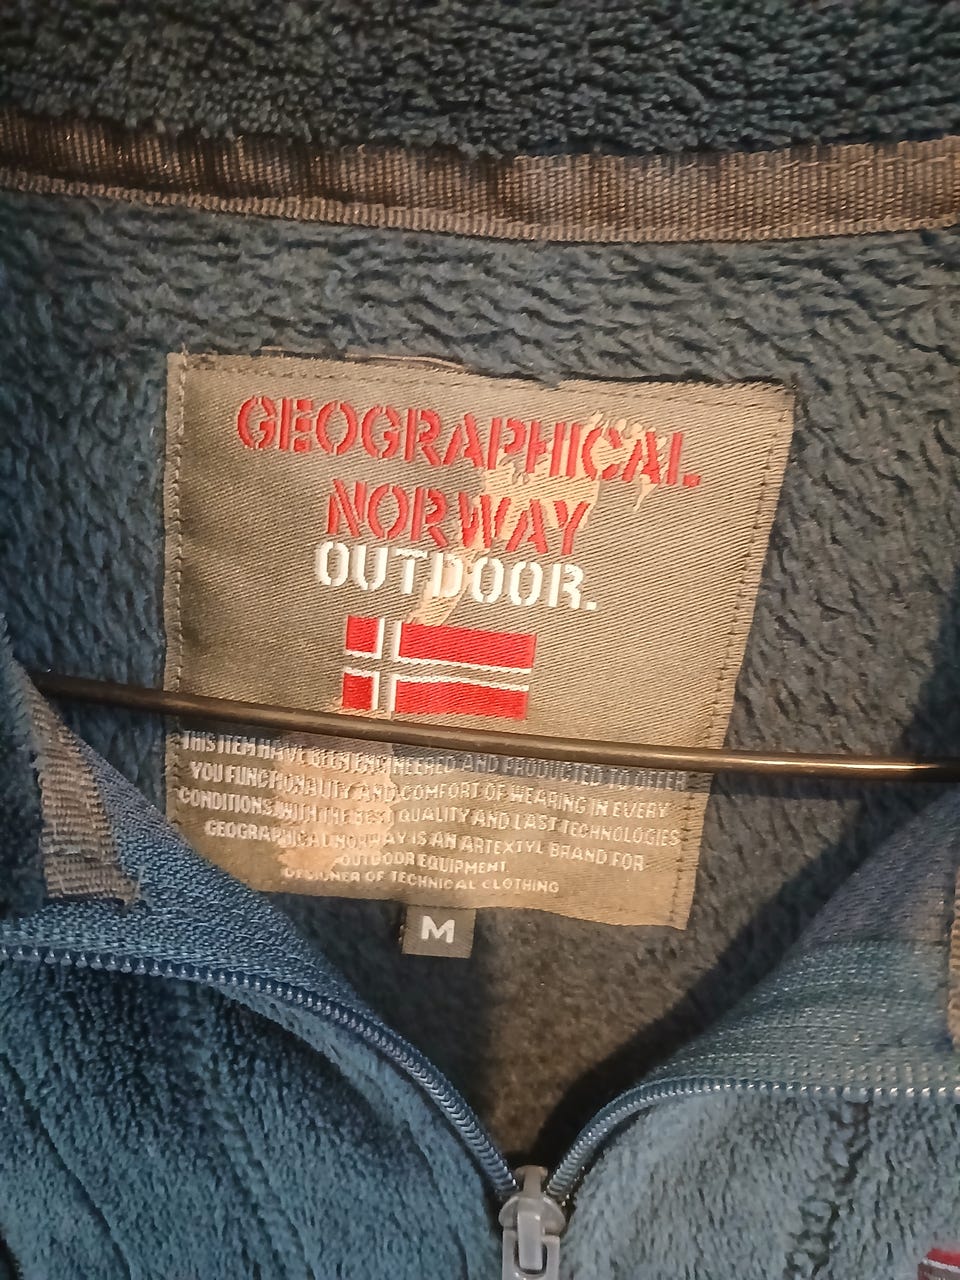 GEOGRAPHICAL
NORWAY
OUTDOOR.
THIS ITEM HAVE BEEN ENGINEERED AND PRODUCTED TO OFFER
YOU FUNCTIONALITY AND COMFORT OF WEARING IN EVERY
CONDITIONS WITH THE BEST QUALITY AND LAST TECHNOLOGIES
GEOGRAPHICAL NORWAY IS AN ARTEXTYL BRAND FOR
OUTDOOR EQUIPMENT.
DESIGNER OF TECHNICAL CLOTHING
M